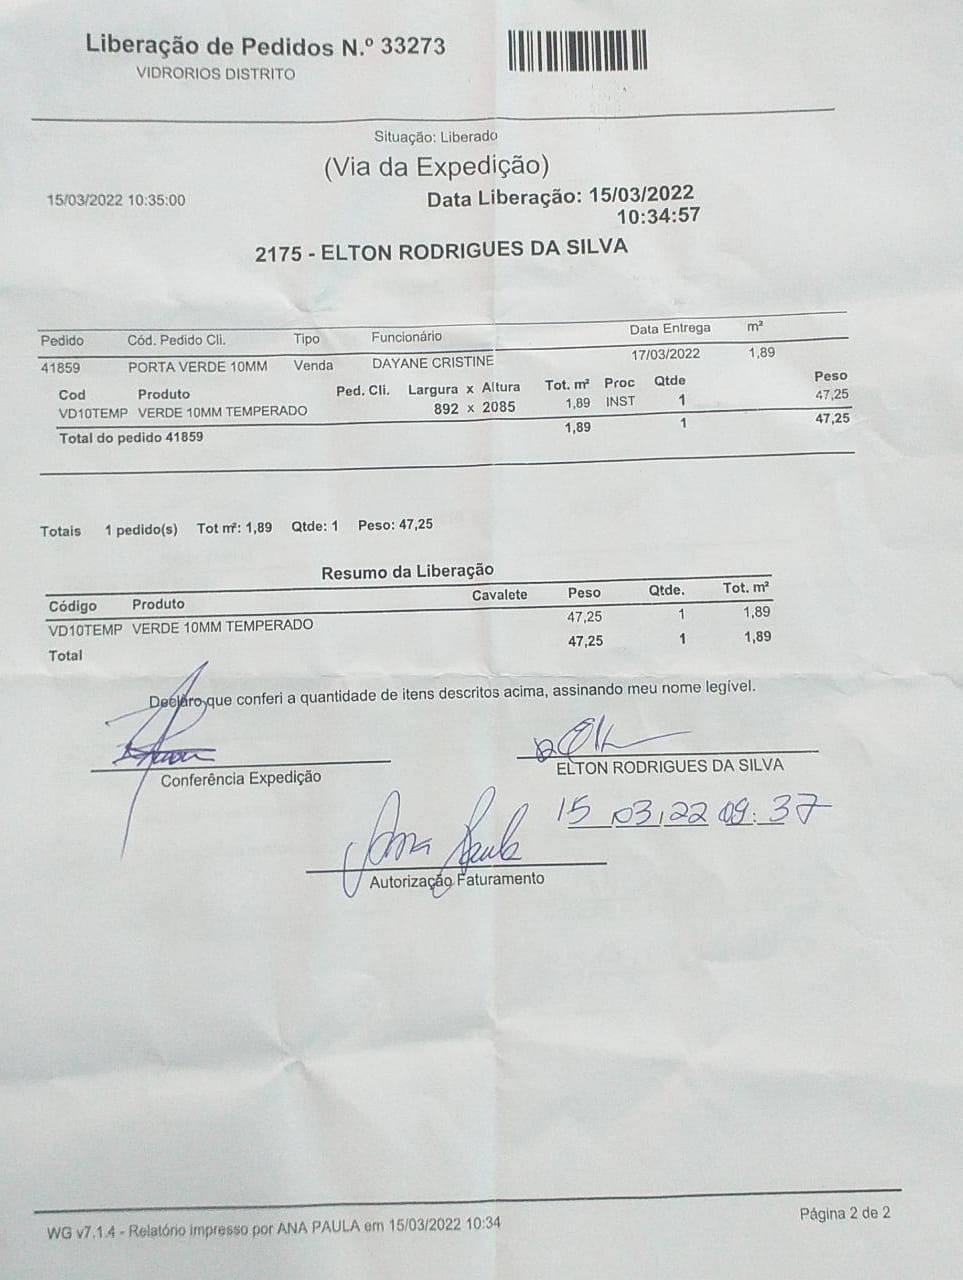 Liberação de Pedidos N.º 33273
VIDRORIOS DISTRITO
Situação: Liberado
(Via da Expedição)
15/03/2022 10:35:00 Data Liberação: 15/03/2022
10:34:57
2175 - ELTON RODRIGUES DA SILVA
Pedido Cód. Pedido Cli. Tipo Funcionário Data Entrega m²
41859 PORTA VERDE 10MM Venda DAYANE CRISTINE 17/03/2022 1,89
Cod Produto Ped. Cli. Largura x Altura Tot. m² Proc Qtde Peso
VD10TEMP VERDE 10MM TEMPERADO 892 x 2085 1,89 INST 1 47,25
Total do pedido 41859 1,89 1 47,25
Totais 1 pedido(s) Tot m²: 1,89 Qtde: 1 Peso: 47,25
Resumo da Liberação
Código Produto Cavalete Peso Qtde. Tot. m²
VD10TEMP VERDE 10MM TEMPERADO 47,25 1 1,89
Total 47,25 1 1,89
Declaro que conferi a quantidade de itens descritos acima, assinando meu nome legível.
Conferência Expedição
ELTON RODRIGUES DA SILVA
15 03 22 09:37
Ana Paula
Autorização Faturamento
WG v7.1.4 - Relatório impresso por ANA PAULA em 15/03/2022 10:34 Página 2 de 2